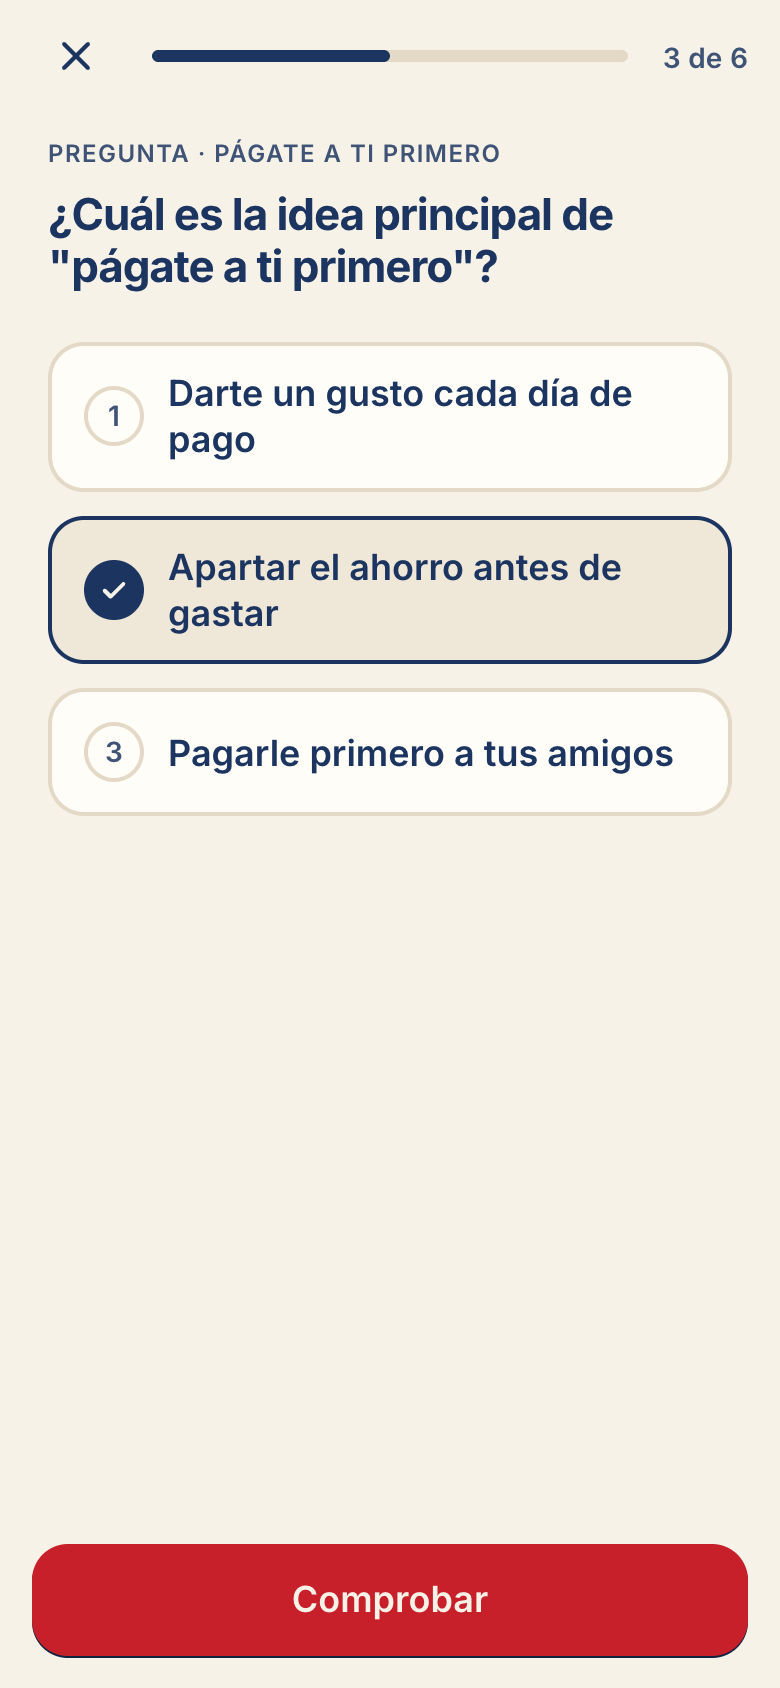 3 de 6
PREGUNTA · PÁGATE A TI PRIMERO
¿Cuál es la idea principal de
"págate a ti primero"?
1
Darte un gusto cada día de
pago
Apartar el ahorro antes de
gastar
3
Pagarle primero a tus amigos
Comprobar